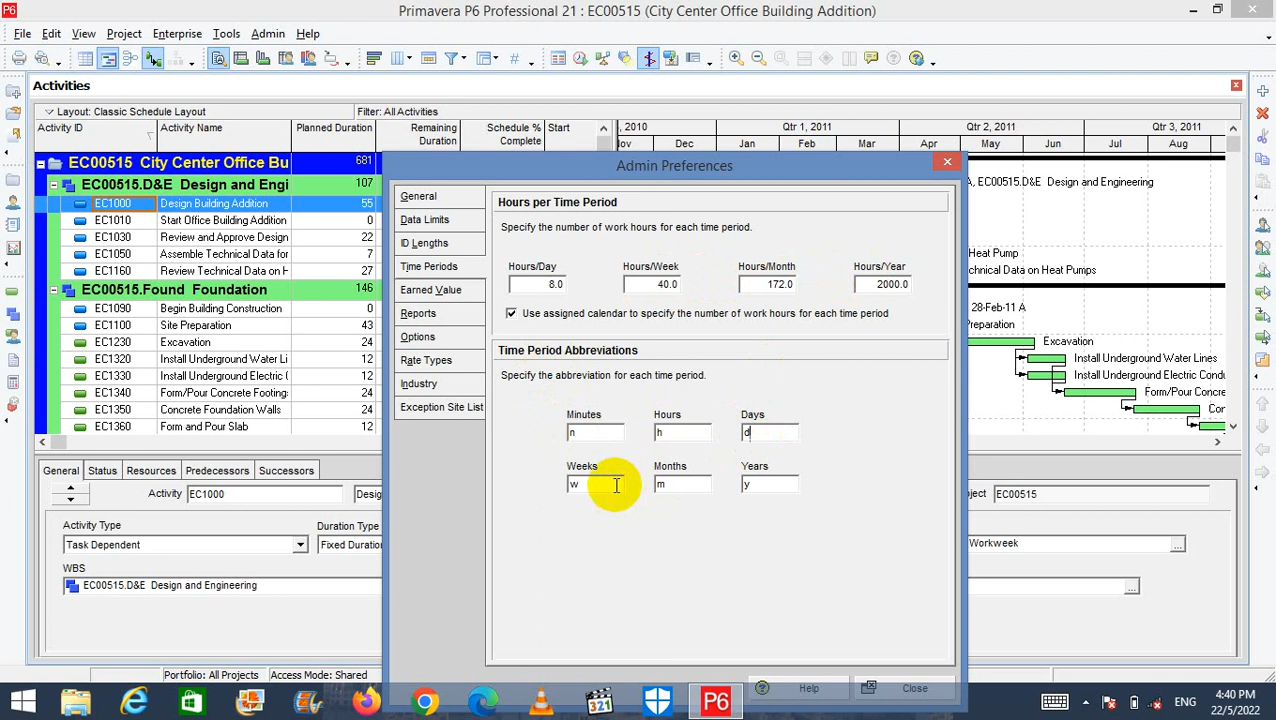 Primavera P6 Professional 21 : EC00515 (City Center Office Building Addition)
File Edit View Project Enterprise Tools Admin Help
Activities
Layout: Classic Schedule Layout Filter: All Activities
Activity ID Activity Name Planned Duration Remaining Duration Schedule % Complete Start
, 2010 Qtr 1, 2011 Qtr 2, 2011 Qtr 3, 2011
Nov Dec Jan Feb Mar Apr May Jun Jul Aug Sep
EC00515 City Center Office Bu 681
EC00515.D&E Design and Engi 107
EC1000 Design Building Addition 55
EC1010 Start Office Building Addition 0
EC1030 Review and Approve Design 22
EC1050 Assemble Technical Data for 7
EC1160 Review Technical Data on Heat 27
EC00515.Found Foundation 146
EC1090 Begin Building Construction 0
EC1100 Site Preparation 43
EC1230 Excavation 24
EC1320 Install Underground Water Li 12
EC1330 Install Underground Electric 12
EC1340 Form/Pour Concrete Footings 24
EC1350 Concrete Foundation Walls 24
EC1360 Form and Pour Slab 12
A, EC00515.D&E Design and Engineering
Heat Pump
chnical Data on Heat Pumps
28-Feb-11 A
Preparation
Excavation
Install Underground Water Lines
Install Underground Electric Conduit
Form/Pour Concre
Con
Admin Preferences
General
Data Limits
ID Lengths
Time Periods
Earned Value
Reports
Options
Rate Types
Industry
Exception Site List
Hours per Time Period
Specify the number of work hours for each time period.
Hours/Day Hours/Week Hours/Month Hours/Year
8.0 40.0 172.0 2000.0
Use assigned calendar to specify the number of work hours for each time period
Time Period Abbreviations
Specify the abbreviation for each time period.
Minutes Hours Days
n h d
Weeks Months Years
w m y
Help Close
General Status Resources Predecessors Successors
Activity EC1000 Desig oject EC00515
Activity Type Duration Type
Task Dependent Fixed Duratio Workweek
WBS
EC00515.D&E Design and Engineering
Portfolio: All Projects Access Mode: Shared
P6
321
ENG
4:40 PM
22/5/2022